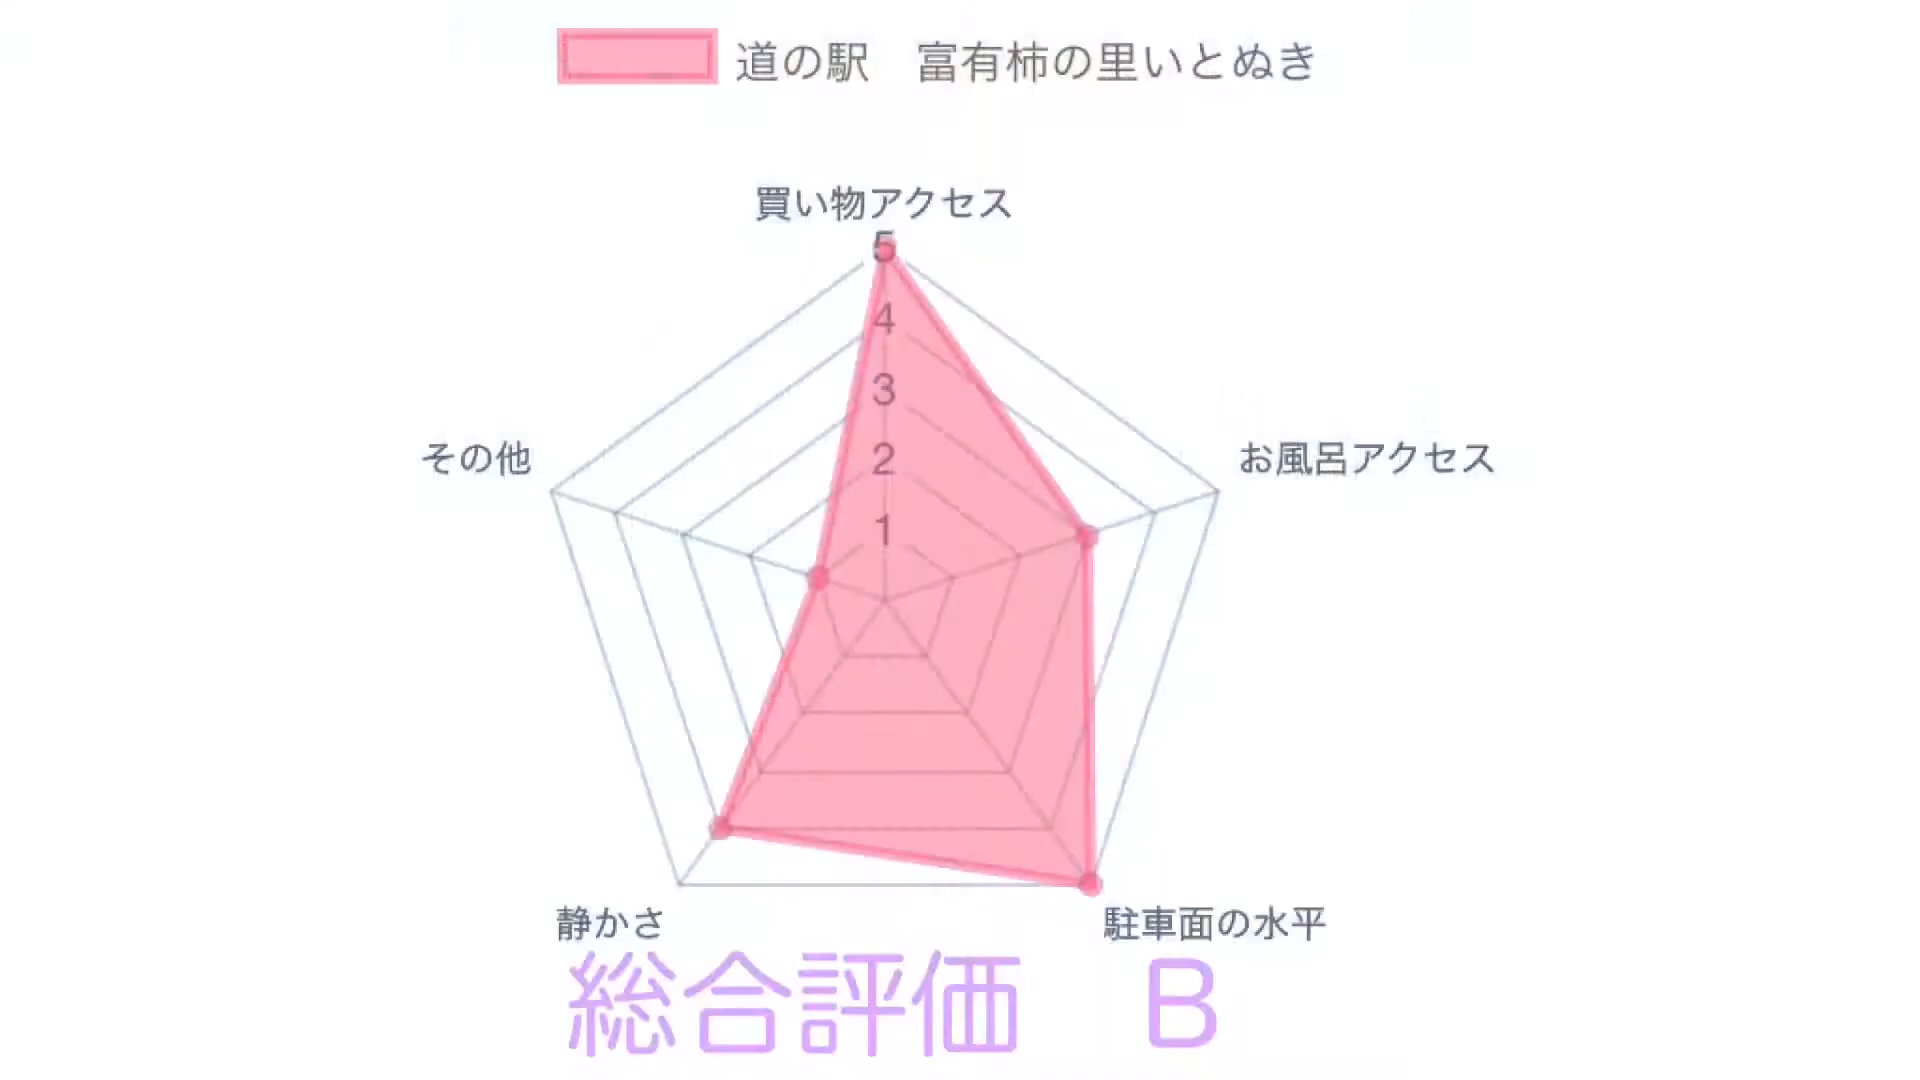 道の駅　富有柿の里いとぬき
買い物アクセス
5
4
3
2
1
その他
お風呂アクセス
静かさ
駐車面の水平
総合評価　B